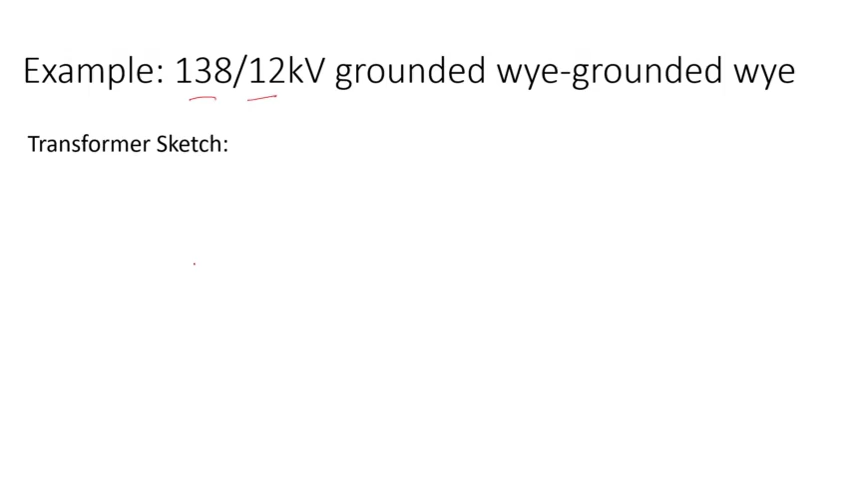 Example: 138/12kV grounded wye-grounded wye
Transformer Sketch: